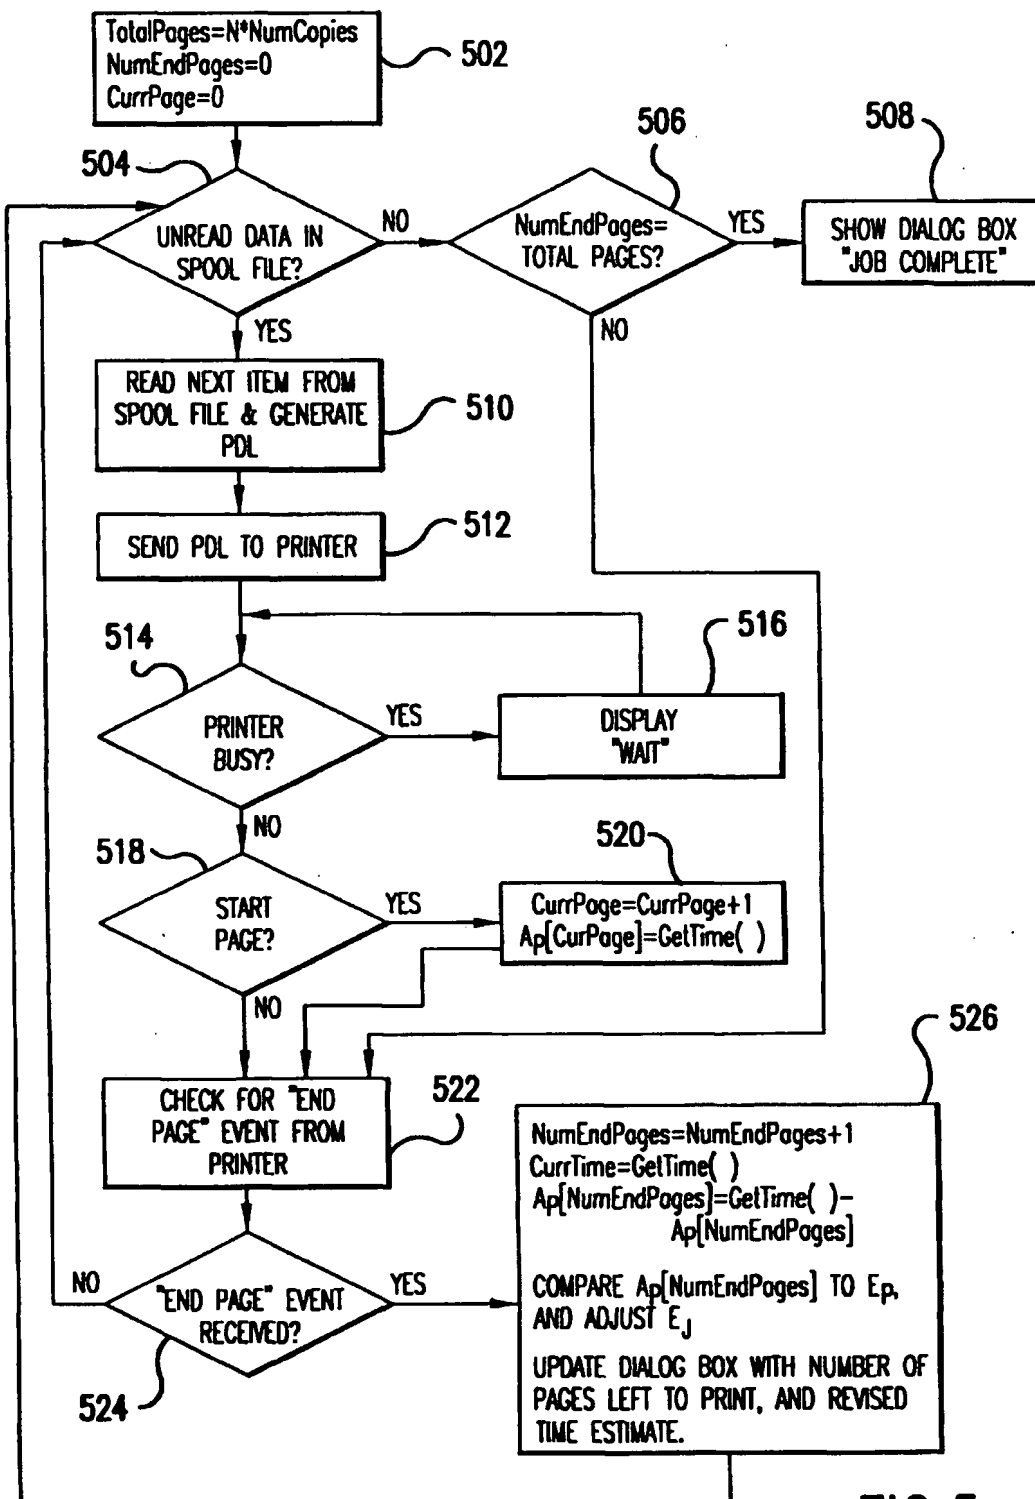 TotalPages=N*NumCopies
NumEndPages=0
CurrPage=0
502
504
UNREAD DATA IN
SPOOL FILE?
NO
YES
506
NumEndPages=
TOTAL PAGES?
YES
NO
508
SHOW DIALOG BOX
"JOB COMPLETE"
READ NEXT ITEM FROM
SPOOL FILE & GENERATE
PDL
510
SEND PDL TO PRINTER
512
514
PRINTER
BUSY?
YES
NO
516
DISPLAY
"WAIT"
518
START
PAGE?
YES
NO
520
CurrPage=CurrPage+1
Ap[CurPage]=GetTime( )
CHECK FOR "END
PAGE" EVENT FROM
PRINTER
522
"END PAGE" EVENT
RECEIVED?
NO
YES
524
526
NumEndPages=NumEndPages+1
CurrTime=GetTime( )
Ap[NumEndPages]=GetTime( )-
Ap[NumEndPages]
COMPARE Ap[NumEndPages] TO Ep,
AND ADJUST EJ
UPDATE DIALOG BOX WITH NUMBER OF
PAGES LEFT TO PRINT, AND REVISED
TIME ESTIMATE.